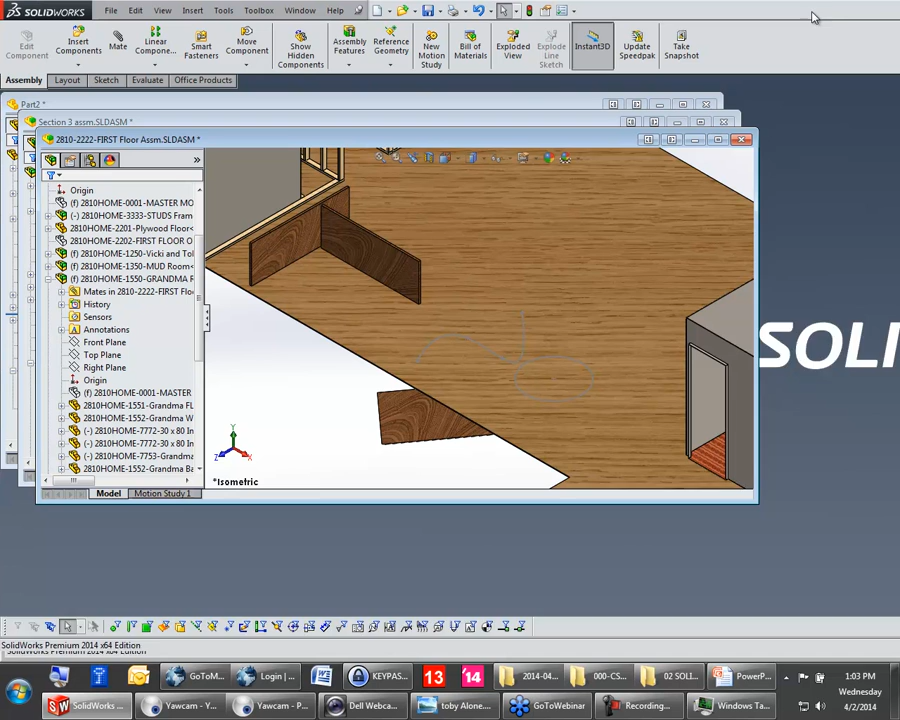 SOLIDWORKS File Edit View Insert Tools Toolbox Window Help
Edit Component
Insert Components
Mate
Linear Compone...
Smart Fasteners
Move Component
Show Hidden Components
Assembly Features
Reference Geometry
New Motion Study
Bill of Materials
Exploded View
Explode Line Sketch
Instant3D
Update Speedpak
Take Snapshot
Assembly Layout Sketch Evaluate Office Products
Part2 *
Section 3 assm.SLDASM *
2810-2222-FIRST Floor Assm.SLDASM *
Origin
(f) 2810HOME-0001-MASTER MO
(-) 2810HOME-3333-STUDS Fram
2810HOME-2201-Plywood Floor<
2810HOME-2202-FIRST FLOOR O
(f) 2810HOME-1250-Vicki and To
(f) 2810HOME-1350-MUD Room<
(f) 2810HOME-1550-GRANDMA F
Mates in 2810-2222-FIRST Flo
History
Sensors
Annotations
Front Plane
Top Plane
Right Plane
Origin
(f) 2810HOME-0001-MASTER
2810HOME-1551-Grandma FL
2810HOME-1552-Grandma W
(-) 2810HOME-7772-30 x 80 In
(-) 2810HOME-7772-30 x 80 In
(-) 2810HOME-7753-Grandma
2810HOME-1552-Grandma Ba
Y
X
Z
*Isometric
SOLI
Model Motion Study 1
SolidWorks Premium 2014 x64 Edition
GoToM... Login | ... KEYPAS... 13 14 2014-04... 000-CS... 02 SOLI... PowerP...
1:03 PM
Wednesday
4/2/2014
SolidWorks ... Yawcam - Y... Yawcam - P... Dell Webca... toby Alone... GoToWebinar Recording... Windows Ta...